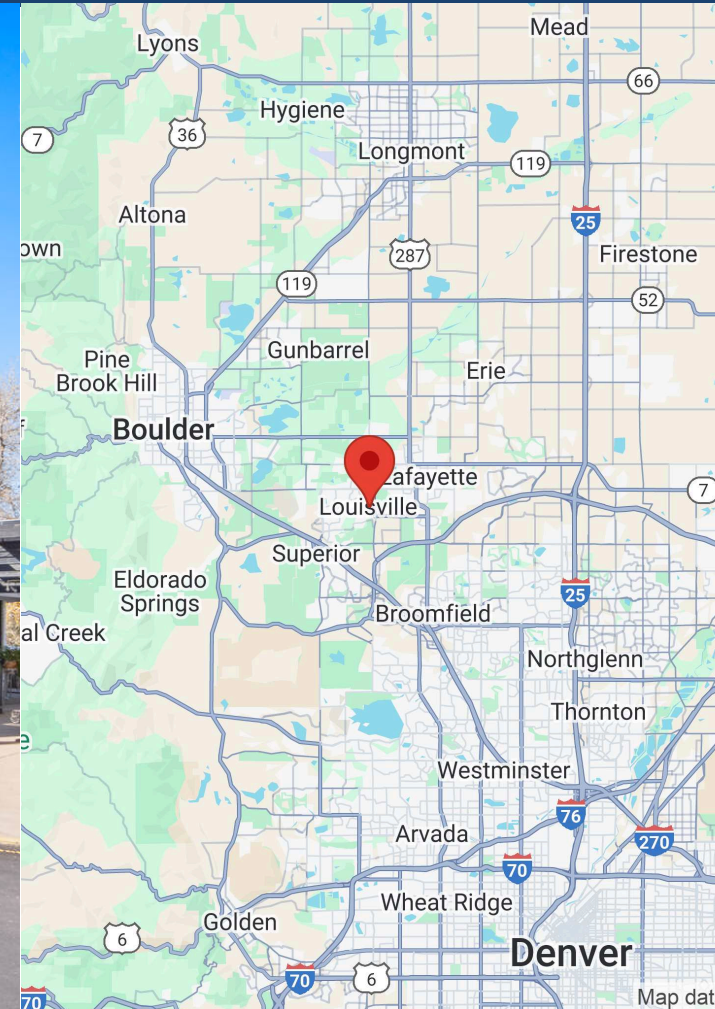 Mead
Lyons
66
Hygiene
7
36
Longmont
119
Altona
25
own
287
Firestone
119
52
Gunbarrel
Pine
Brook Hill
Erie
Boulder
Lafayette
7
Louisville
Superior
Eldorado
Springs
25
Broomfield
al Creek
Northglenn
Thornton
Westminster
76
Arvada
270
70
Wheat Ridge
Golden
6
Denver
70
6
70
Map dat